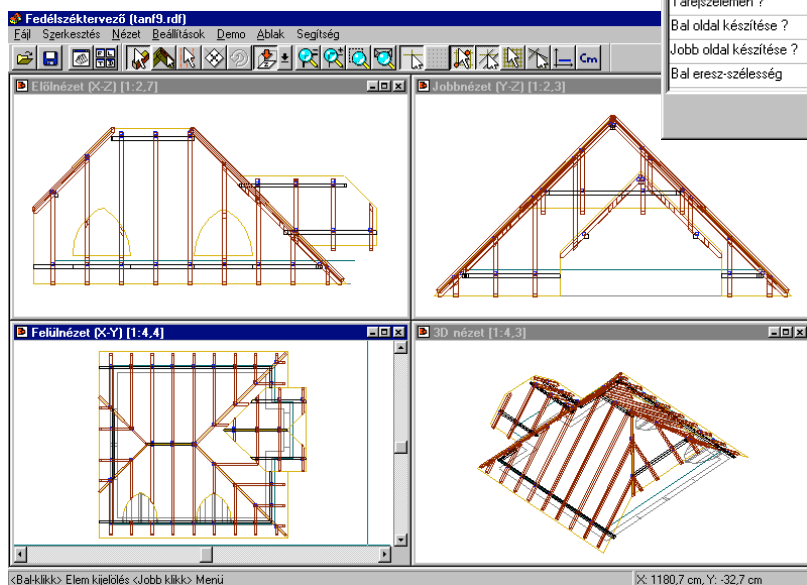 Fedélszéktervező (tanf9.rdf)
Fájl Szerkesztés Nézet Beállítások Demo Ablak Segítség
Cm
Tarejszelemen ?
Bal oldal készítése ?
Jobb oldal készítése ?
Bal eresz-szélesség
Elölnézet (X-Z) [1:2,7]
Jobbnézet (Y-Z) [1:2,3]
Felülnézet (X-Y) [1:4,4]
3D nézet [1:4,3]
<Bal-klikk> Elem kijelölés <Jobb klikk> Menü
X: 1180,7 cm, Y: -32,7 cm